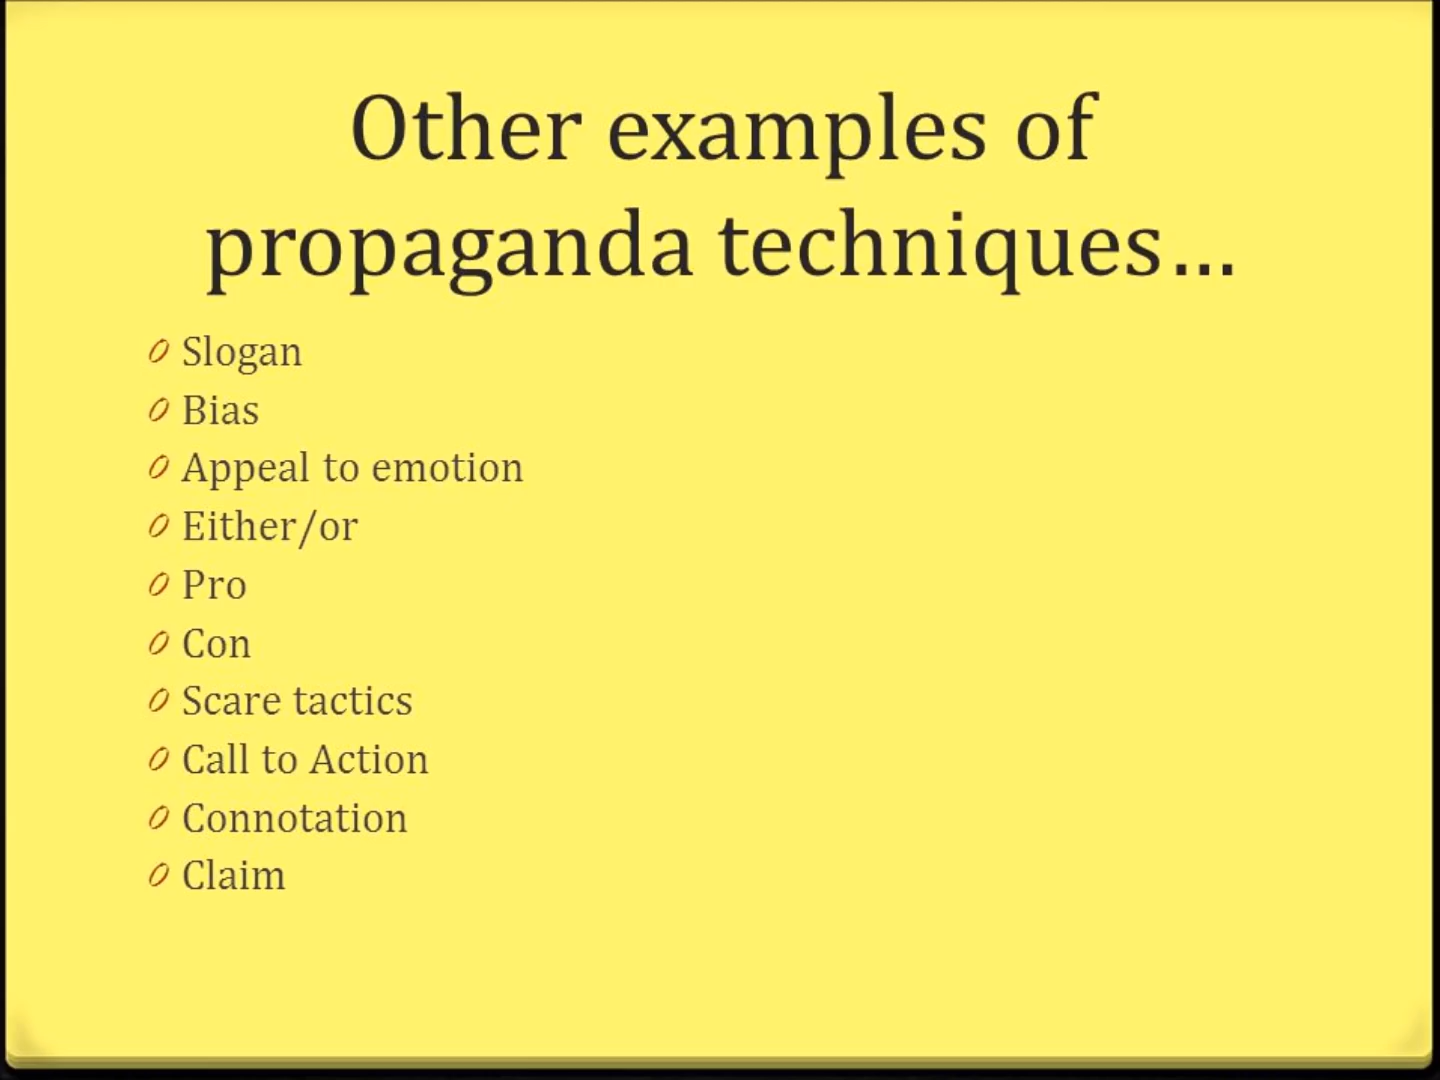 Other examples of
propaganda techniques...
Slogan
Bias
Appeal to emotion
Either/or
Pro
Con
Scare tactics
Call to Action
Connotation
Claim